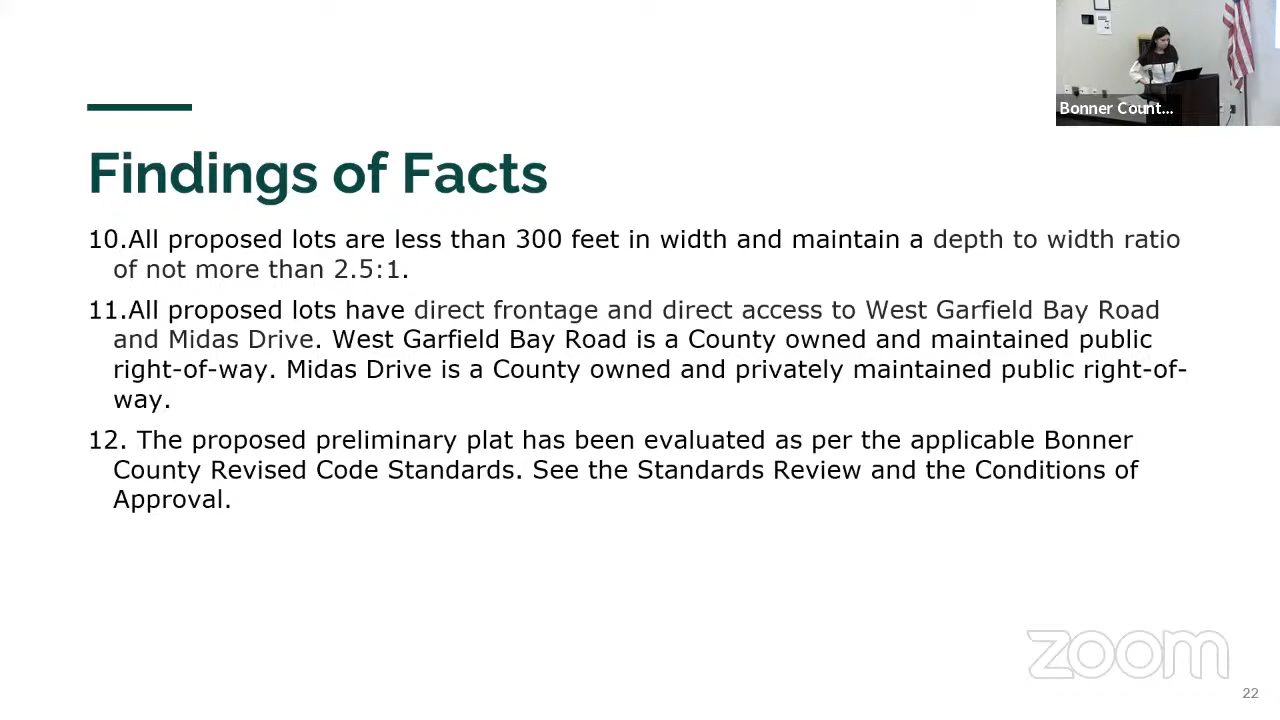 Bonner Count...
Findings of Facts
10.All proposed lots are less than 300 feet in width and maintain a depth to width ratio
of not more than 2.5:1.
11.All proposed lots have direct frontage and direct access to West Garfield Bay Road
and Midas Drive. West Garfield Bay Road is a County owned and maintained public
right-of-way. Midas Drive is a County owned and privately maintained public right-of-
way.
12. The proposed preliminary plat has been evaluated as per the applicable Bonner
County Revised Code Standards. See the Standards Review and the Conditions of
Approval.
zoom
22